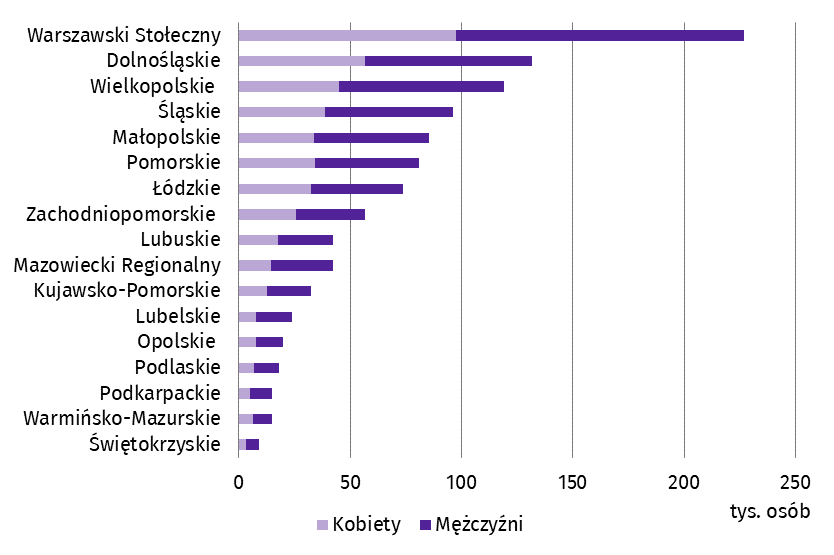 Warszawski Stołeczny
Dolnośląskie
Wielkopolskie
Śląskie
Małopolskie
Pomorskie
Łódzkie
Zachodniopomorskie
Lubuskie
Mazowiecki Regionalny
Kujawsko-Pomorskie
Lubelskie
Opolskie
Podlaskie
Podkarpackie
Warmińsko-Mazurskie
Świętokrzyskie
0 50 100 150 200 250
tys. osób
Kobiety Mężczyźni